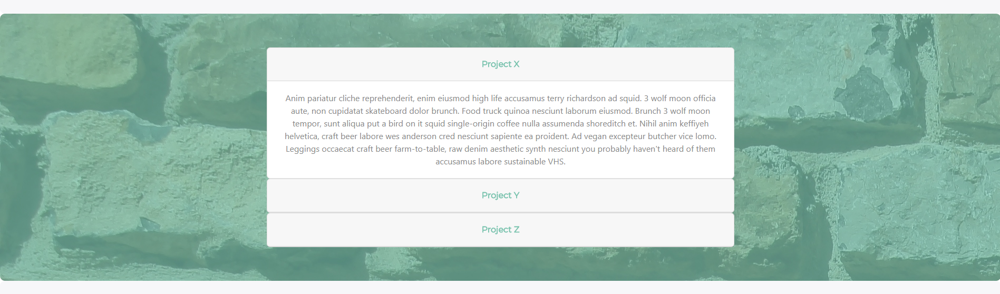 Project X
Anim pariatur cliche reprehenderit, enim eiusmod high life accusamus terry richardson ad squid. 3 wolf moon officia
aute, non cupidatat skateboard dolor brunch. Food truck quinoa nesciunt laborum eiusmod. Brunch 3 wolf moon
tempor, sunt aliqua put a bird on it squid single-origin coffee nulla assumenda shoreditch et. Nihil anim keffiyeh
helvetica, craft beer labore wes anderson cred nesciunt sapiente ea proident. Ad vegan excepteur butcher vice lomo.
Leggings occaecat craft beer farm-to-table, raw denim aesthetic synth nesciunt you probably haven't heard of them
accusamus labore sustainable VHS.
Project Y
Project Z